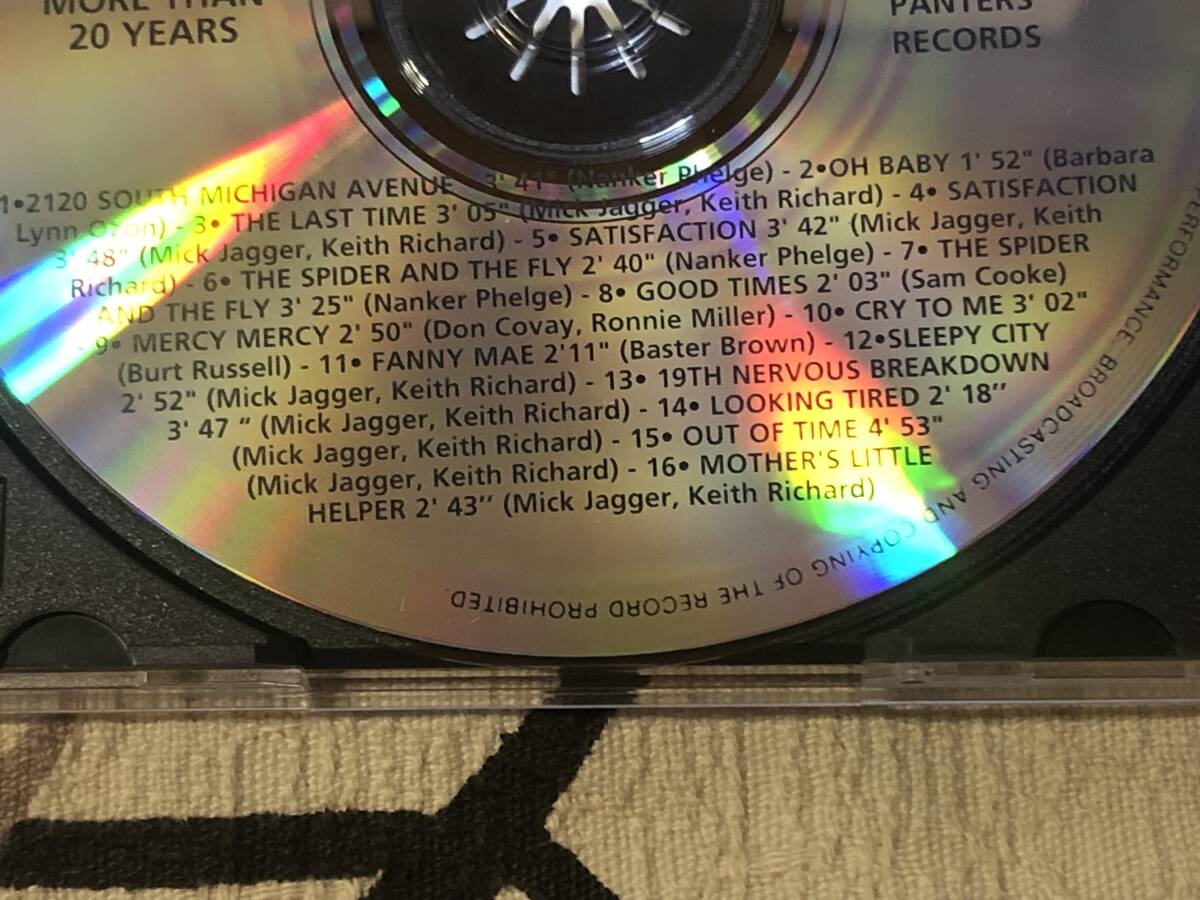 MORE THAN
20 YEARS
PANTERS
RECORDS
1•2120 SOUTH MICHIGAN AVENUE 3' 41" (Nanker Phelge) - 2•OH BABY 1' 52" (Barbara
Lynn Ozon) - 3• THE LAST TIME 3' 05" (Mick Jagger, Keith Richard) - 4• SATISFACTION
3' 48" (Mick Jagger, Keith Richard) - 5• SATISFACTION 3' 42" (Mick Jagger, Keith
Richard) - 6• THE SPIDER AND THE FLY 2' 40" (Nanker Phelge) - 7• THE SPIDER
AND THE FLY 3' 25" (Nanker Phelge) - 8• GOOD TIMES 2' 03" (Sam Cooke)
- 9• MERCY MERCY 2' 50" (Don Covay, Ronnie Miller) - 10• CRY TO ME 3' 02"
(Burt Russell) - 11• FANNY MAE 2'11" (Baster Brown) - 12•SLEEPY CITY
2' 52" (Mick Jagger, Keith Richard) - 13• 19TH NERVOUS BREAKDOWN
3' 47 " (Mick Jagger, Keith Richard) - 14• LOOKING TIRED 2' 18''
(Mick Jagger, Keith Richard) - 15• OUT OF TIME 4' 53"
(Mick Jagger, Keith Richard) - 16• MOTHER'S LITTLE
HELPER 2' 43'' (Mick Jagger, Keith Richard)
BROADCASTING AND COPYING OF THE RECORD PROHIBITED.